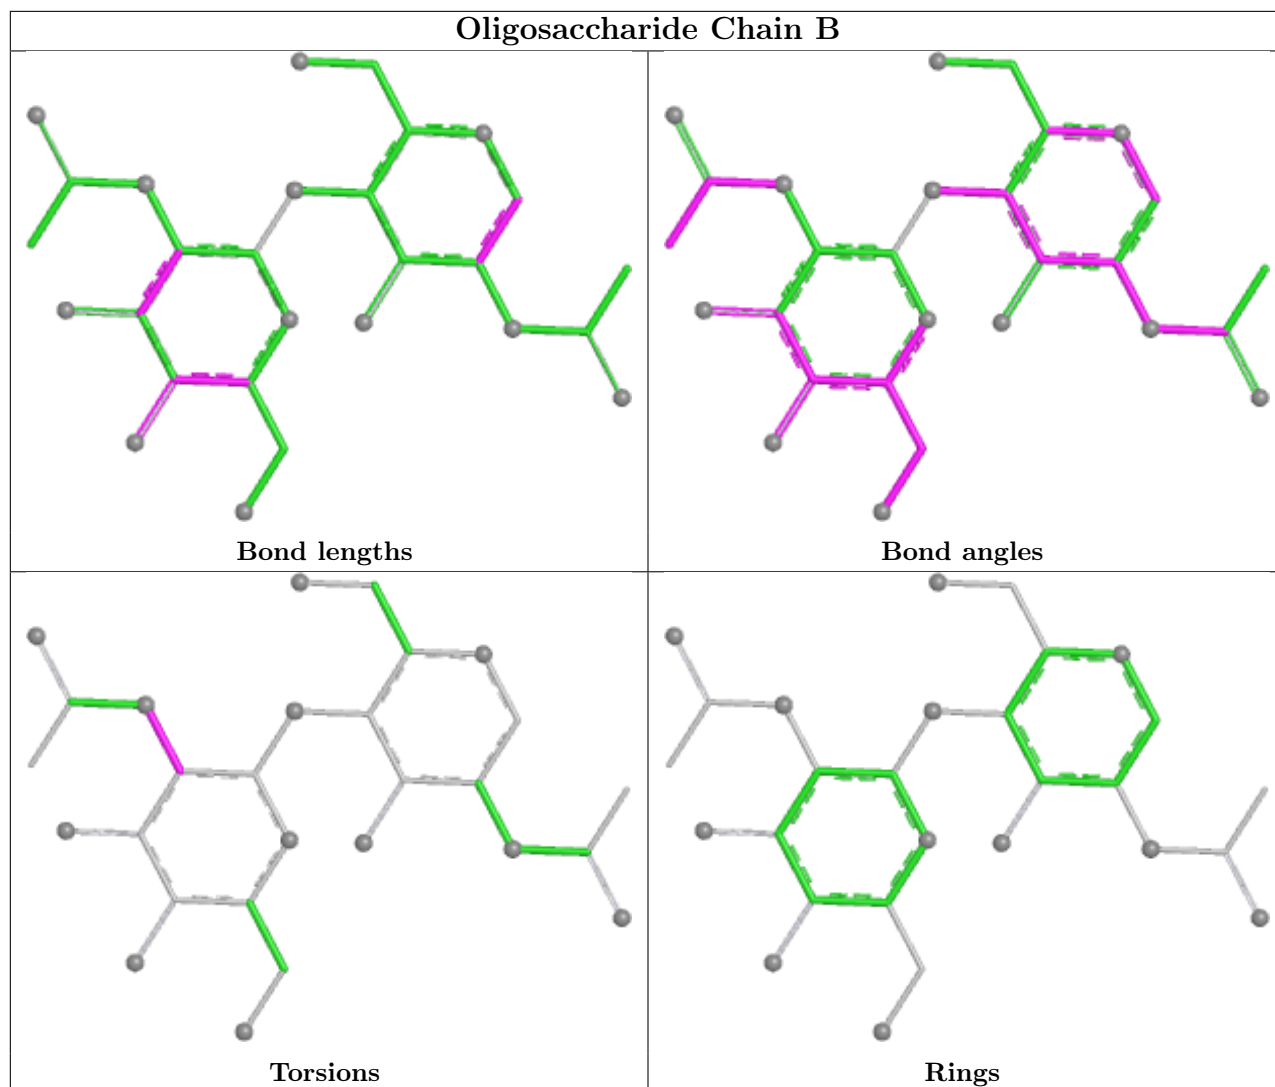 Oligosaccharide Chain B
Bond lengths
Bond angles
Torsions
Rings